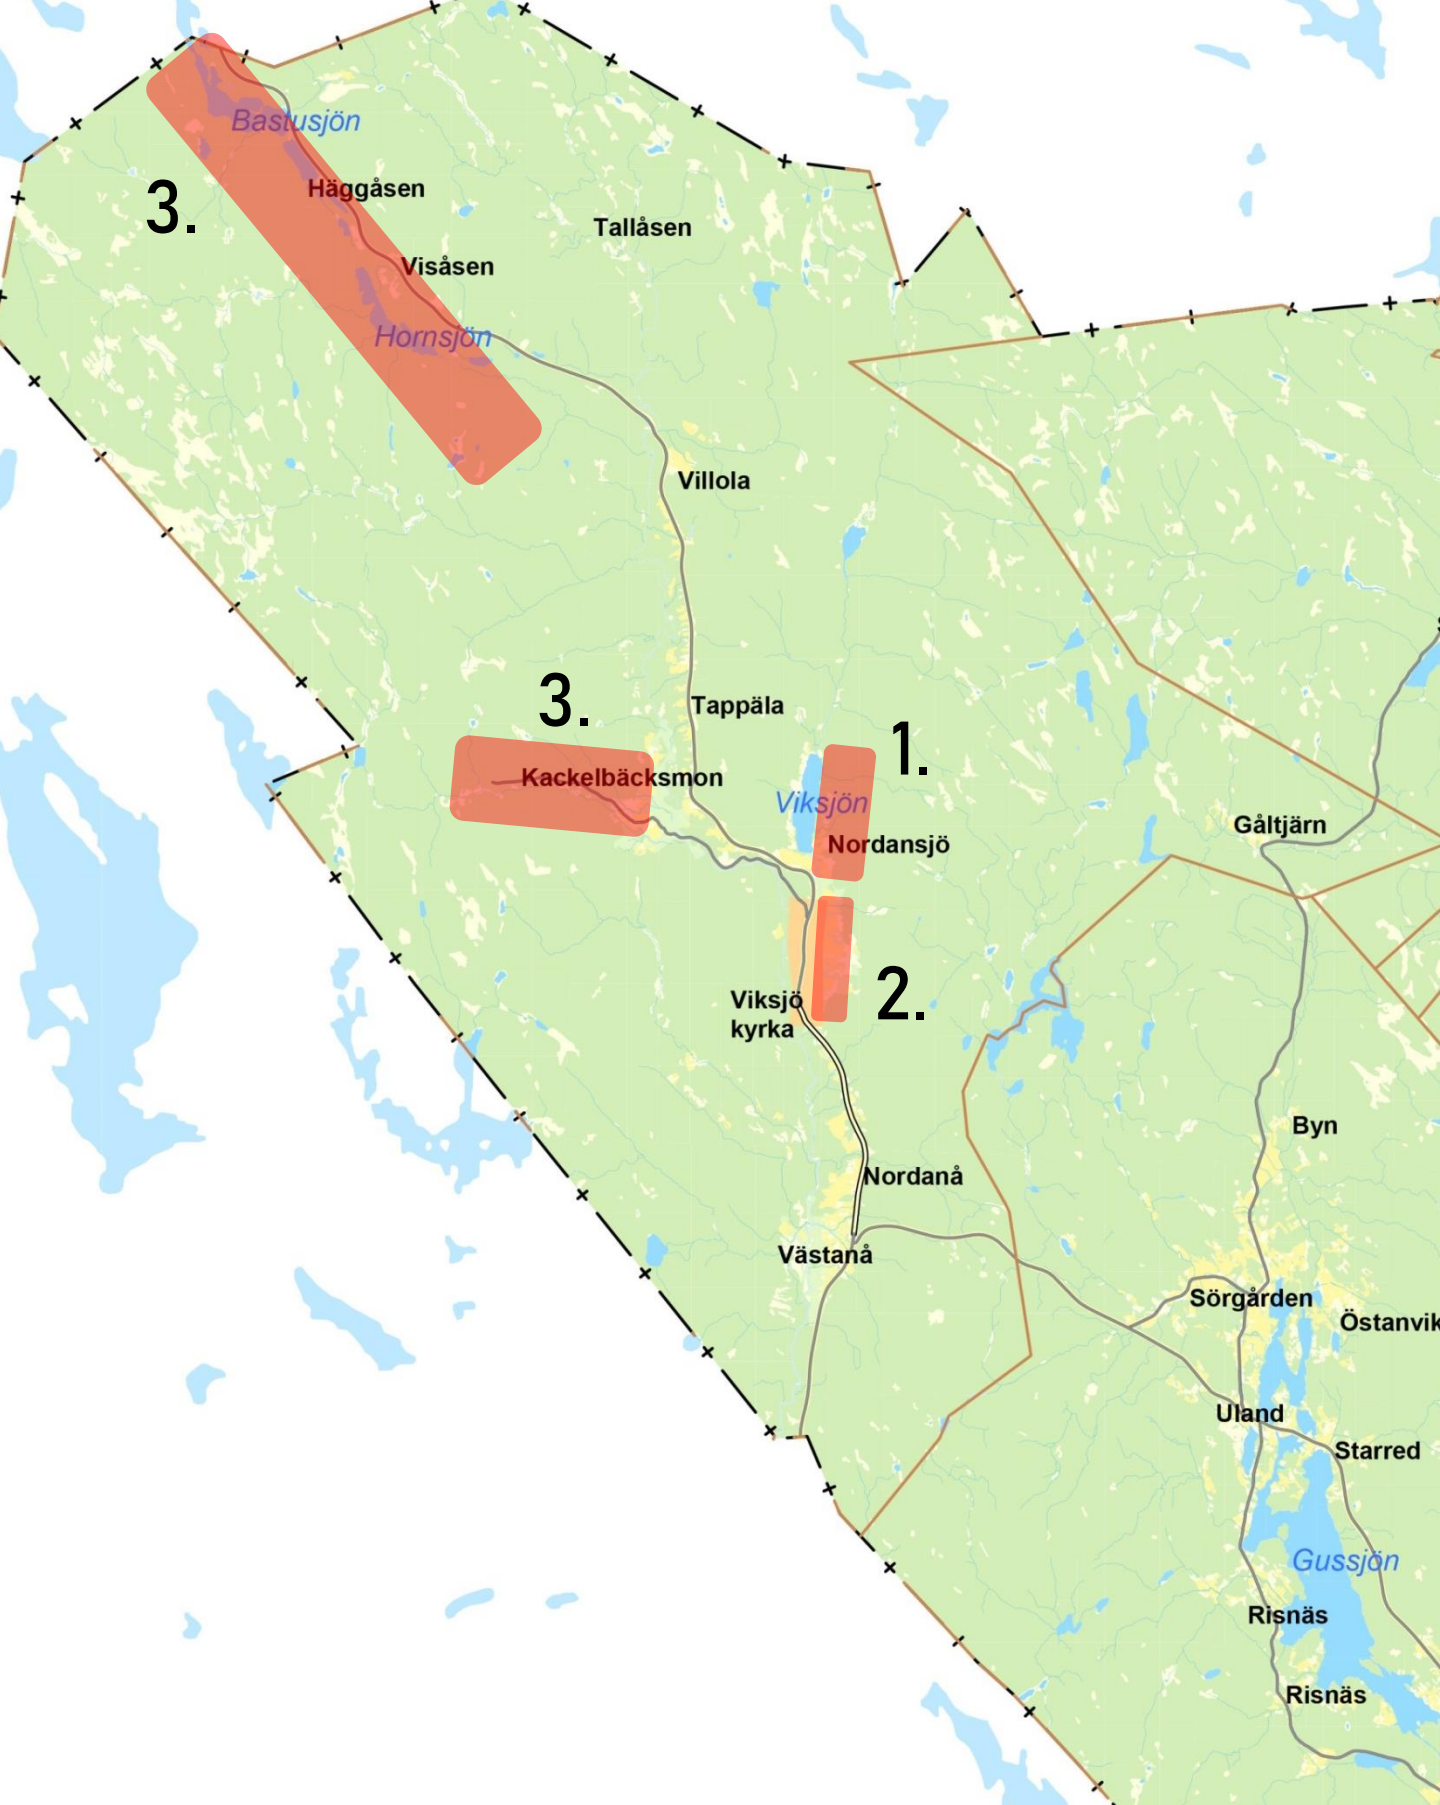 Bastusjön
3.
Häggåsen
Tallåsen
Visåsen
Hornsjön
Villola
3.
Tappäla
1.
Kackelbäcksmon
Viksjön
Gåltjärn
Nordansjö
2.
Viksjö
kyrka
Byn
Nordanå
Västanå
Sörgården
Östanvik
Uland
Starred
Gussjön
Risnäs
Risnäs